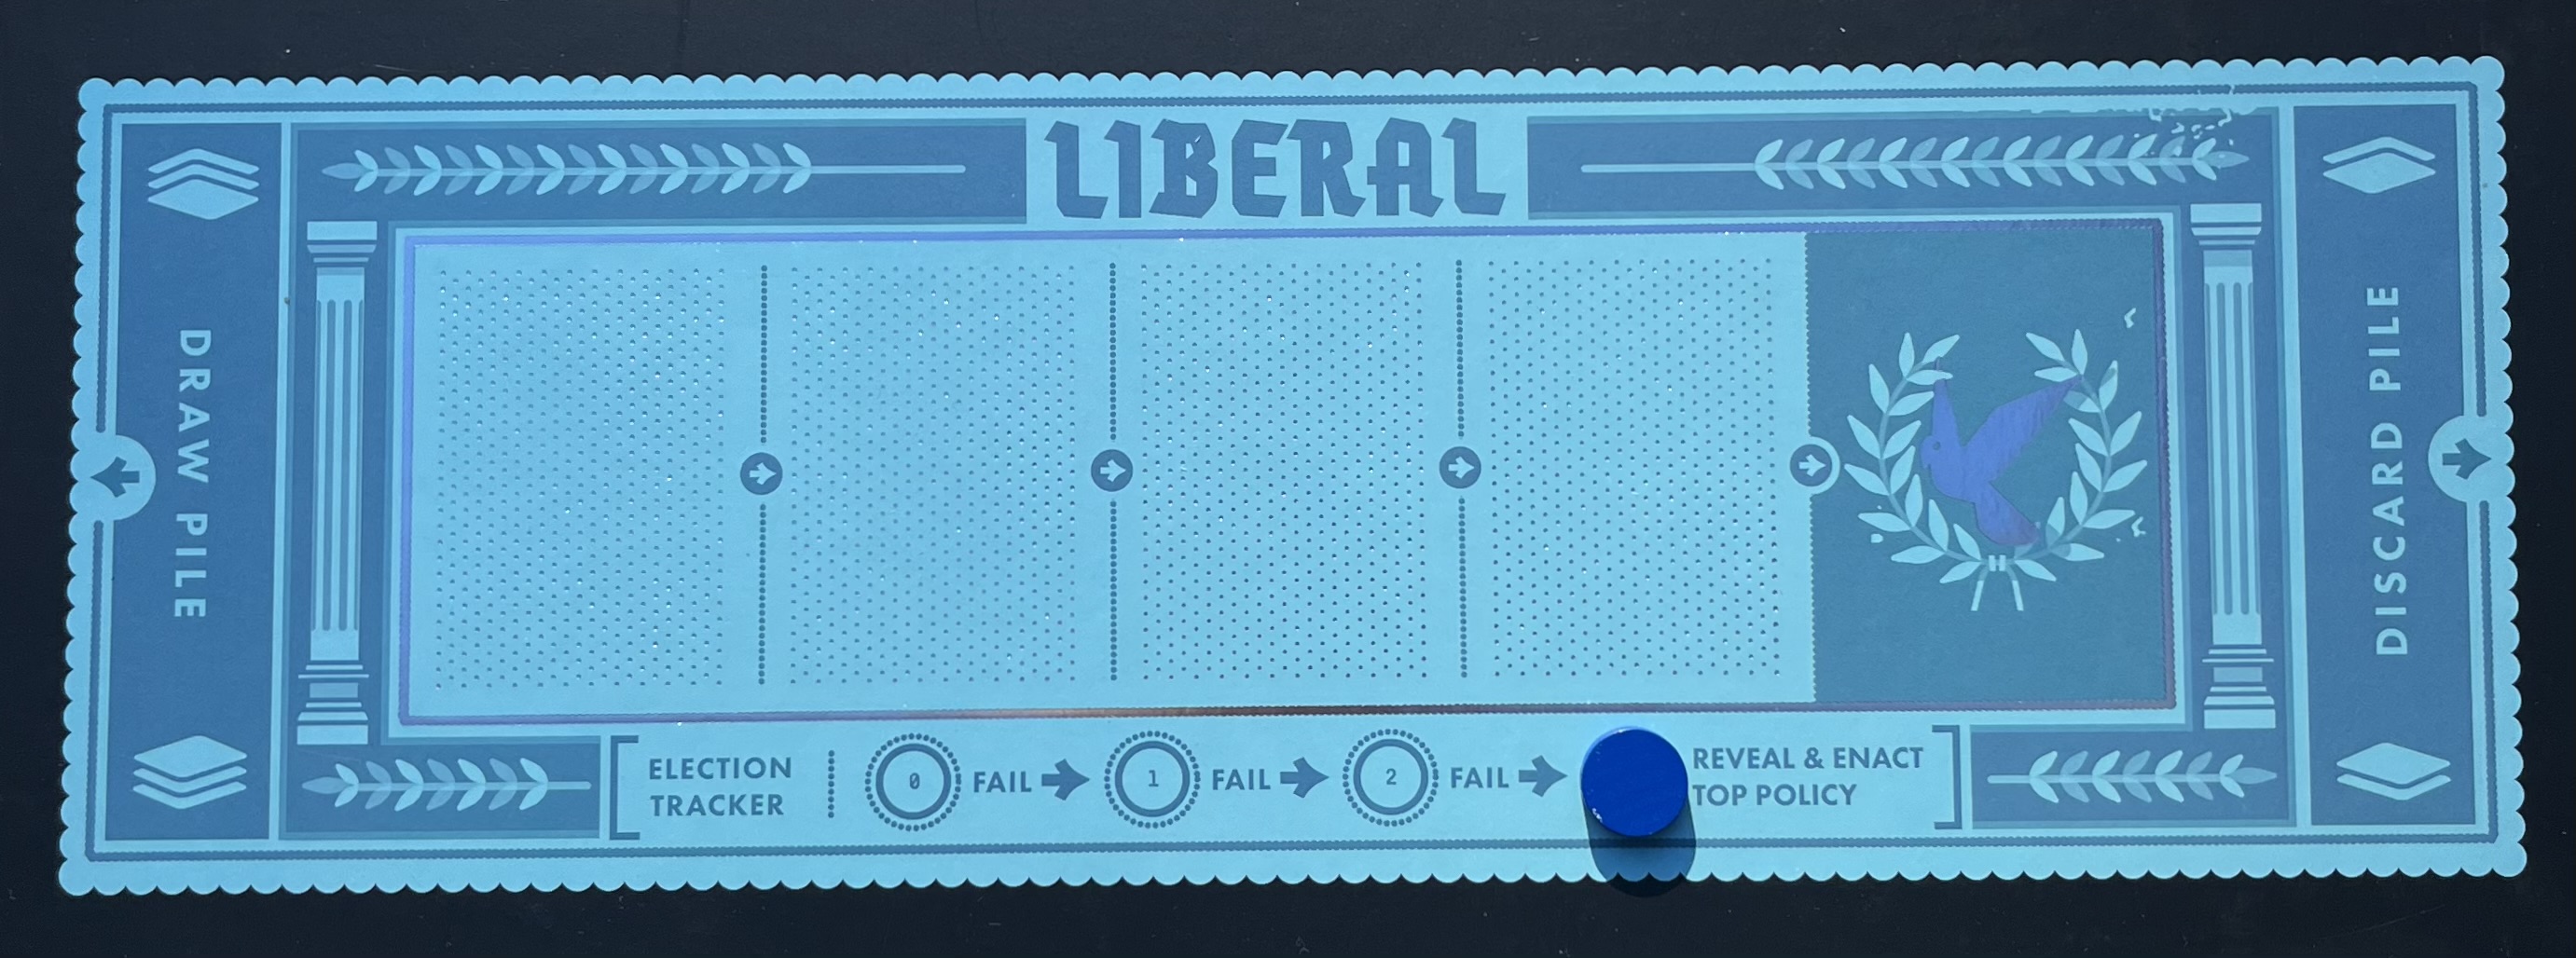 LIBERAL
DRAW PILE
DISCARD PILE
ELECTION
TRACKER
0 FAIL 1 FAIL 2 FAIL
REVEAL & ENACT
TOP POLICY